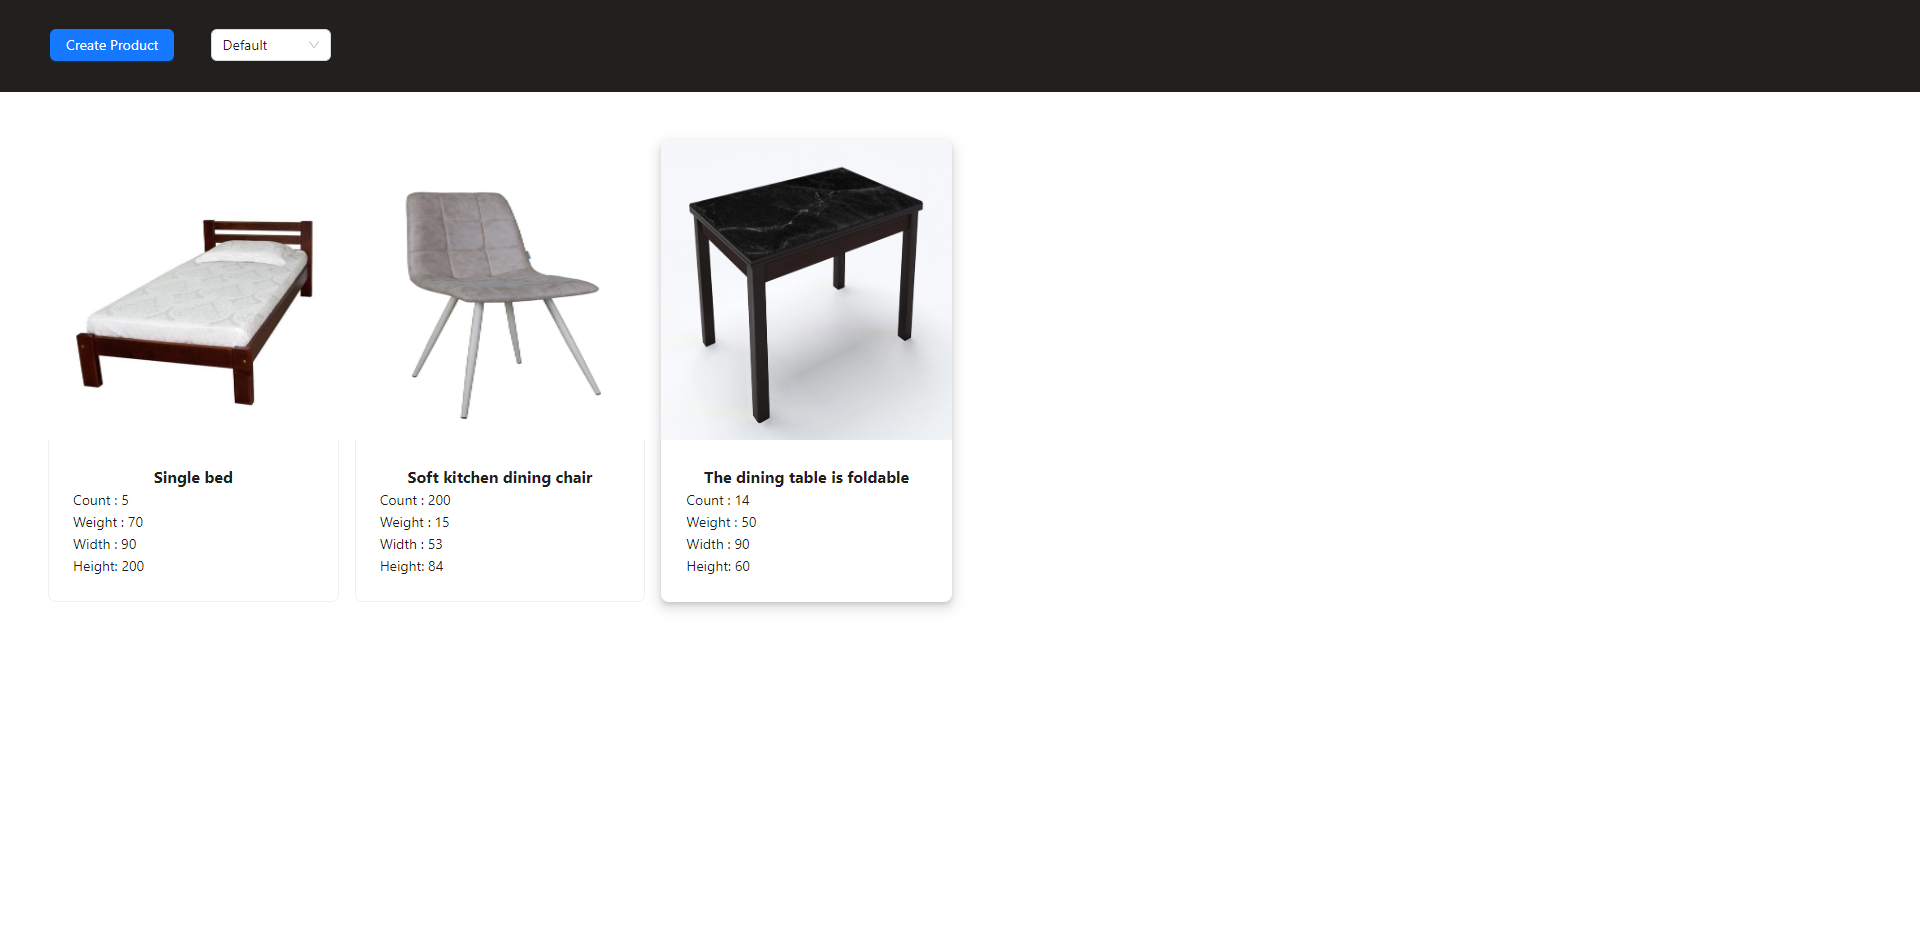 Create Product
Default
Single bed
Count : 5
Weight : 70
Width : 90
Height: 200
Soft kitchen dining chair
Count : 200
Weight : 15
Width : 53
Height: 84
The dining table is foldable
Count : 14
Weight : 50
Width : 90
Height: 60